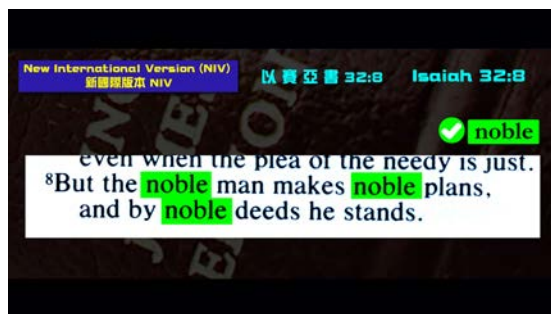 New International Version (NIV)
新國際版本 NIV
以賽亞書 32:8 Isaiah 32:8
noble
even when the plea of the needy is just.
⁸But the noble man makes noble plans,
and by noble deeds he stands.